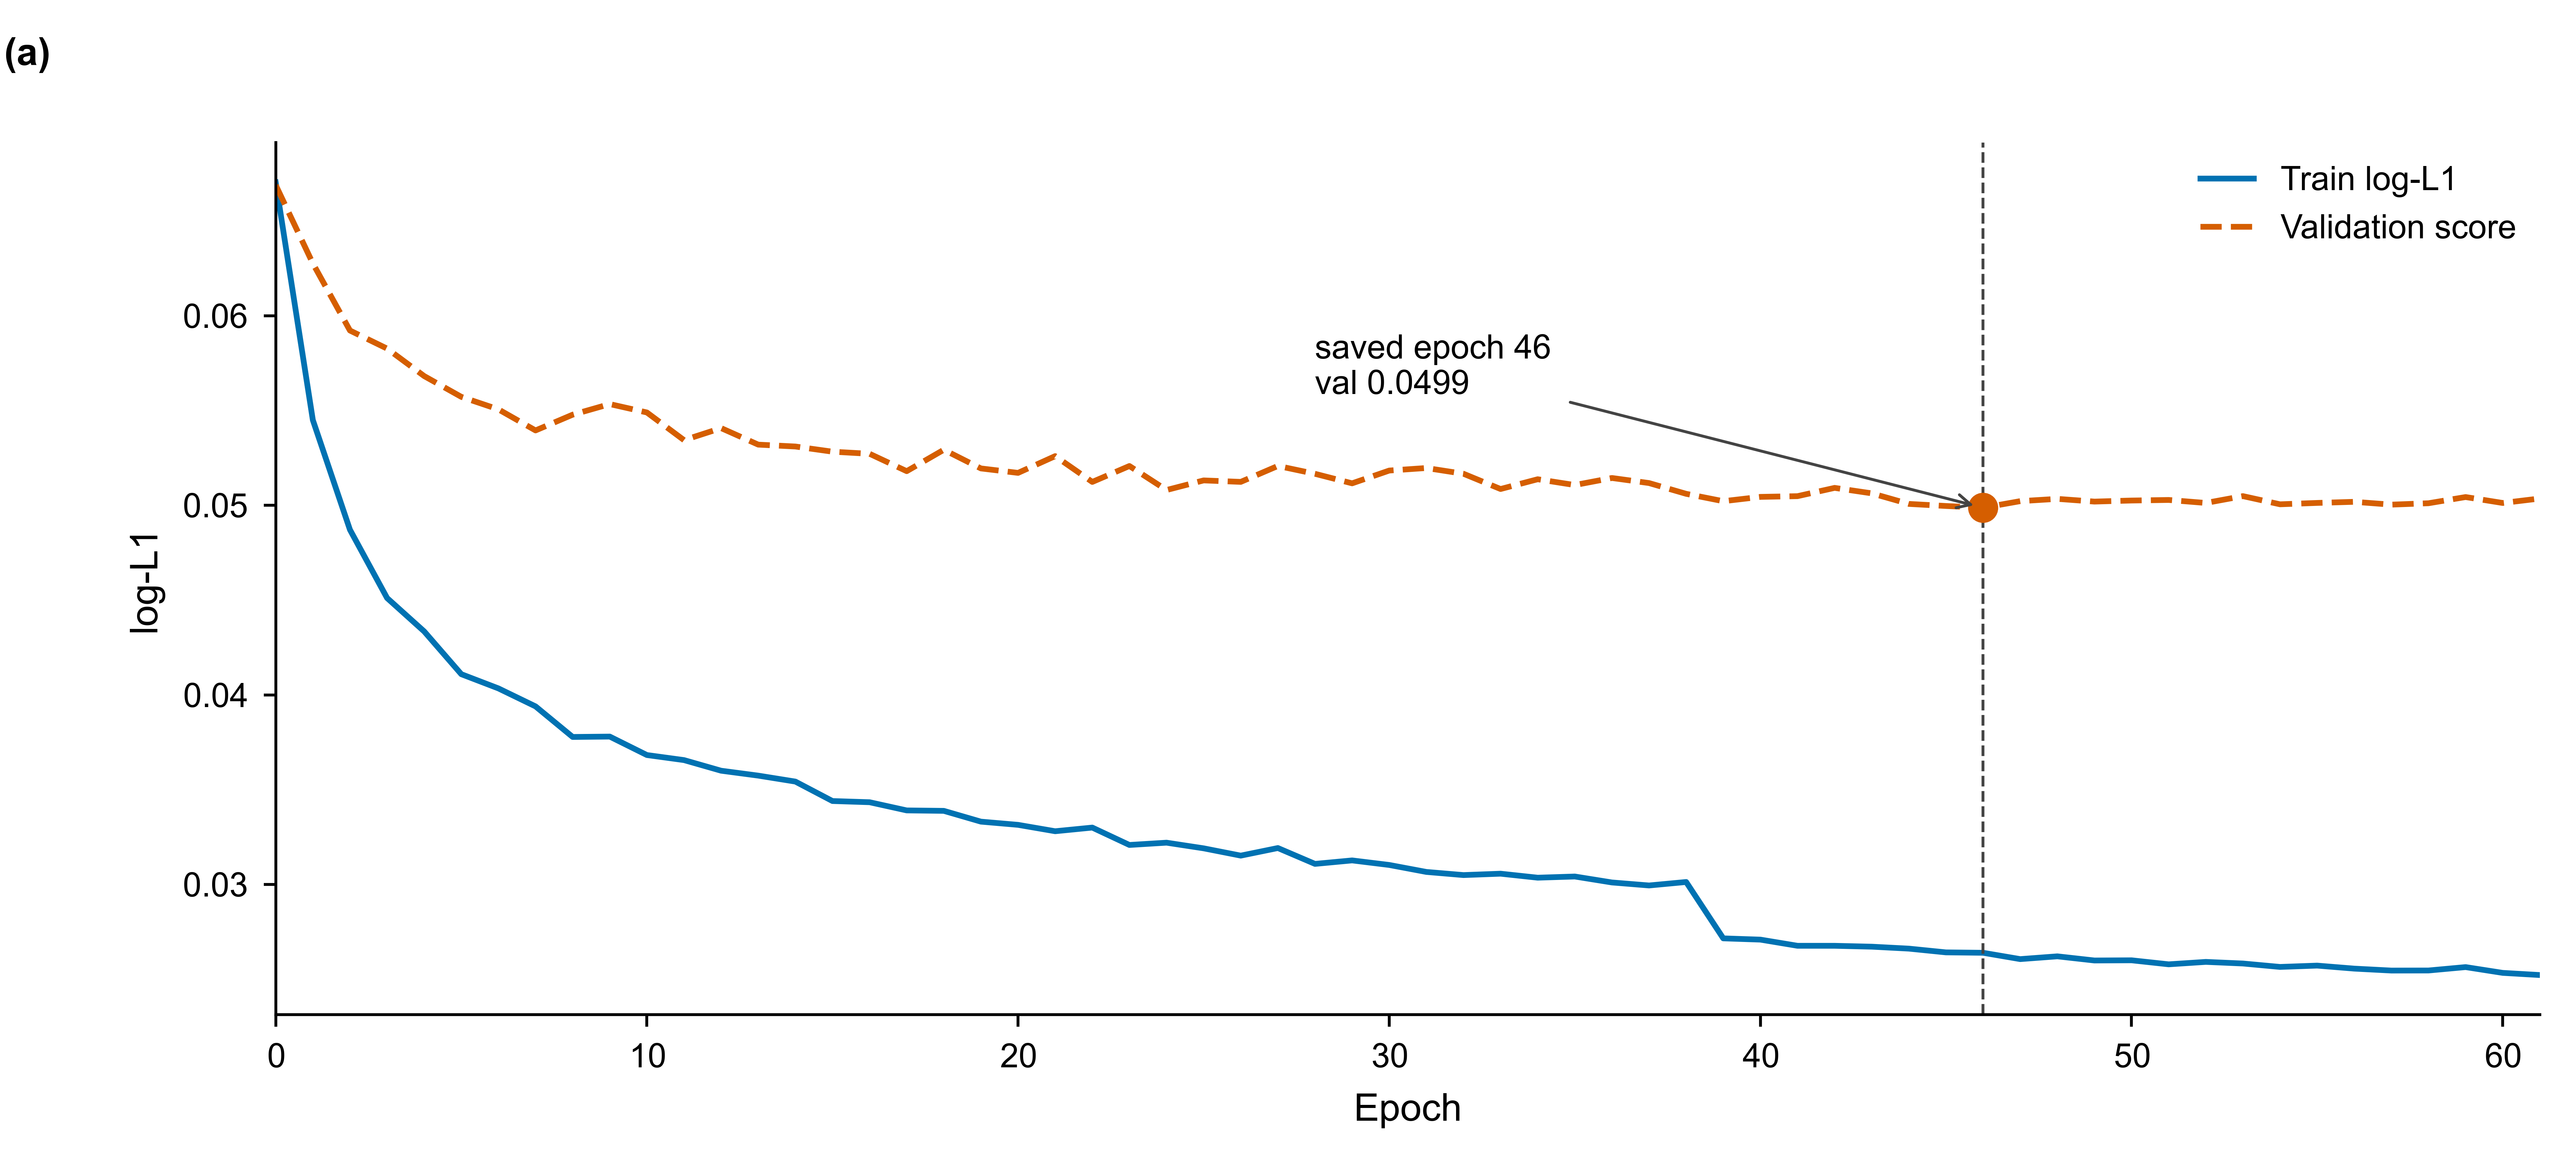 (a)
Train log-L1
Validation score
0.06
saved epoch 46
val 0.0499
0.05
log-L1
0.04
0.03
0 10 20 30 40 50 60
Epoch